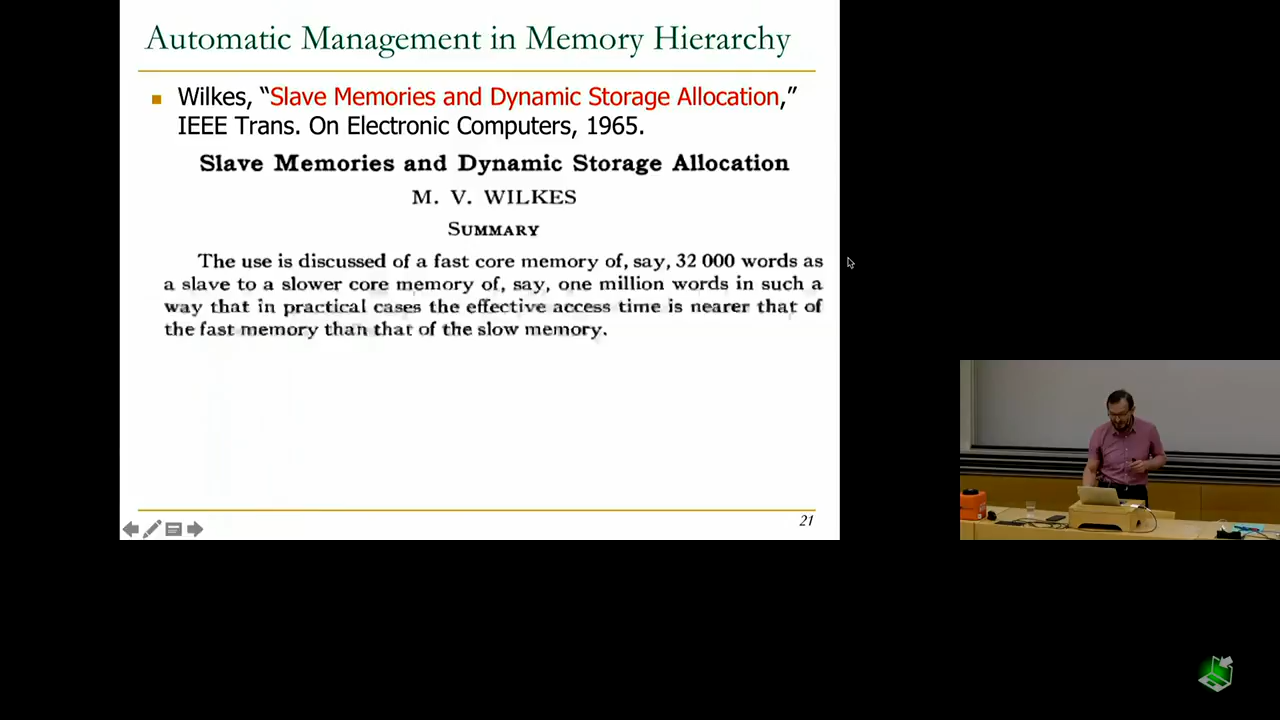 Automatic Management in Memory Hierarchy
Wilkes, “Slave Memories and Dynamic Storage Allocation,”
IEEE Trans. On Electronic Computers, 1965.
Slave Memories and Dynamic Storage Allocation
M. V. WILKES
SUMMARY
The use is discussed of a fast core memory of, say, 32 000 words as
a slave to a slower core memory of, say, one million words in such a
way that in practical cases the effective access time is nearer that of
the fast memory than that of the slow memory.
21